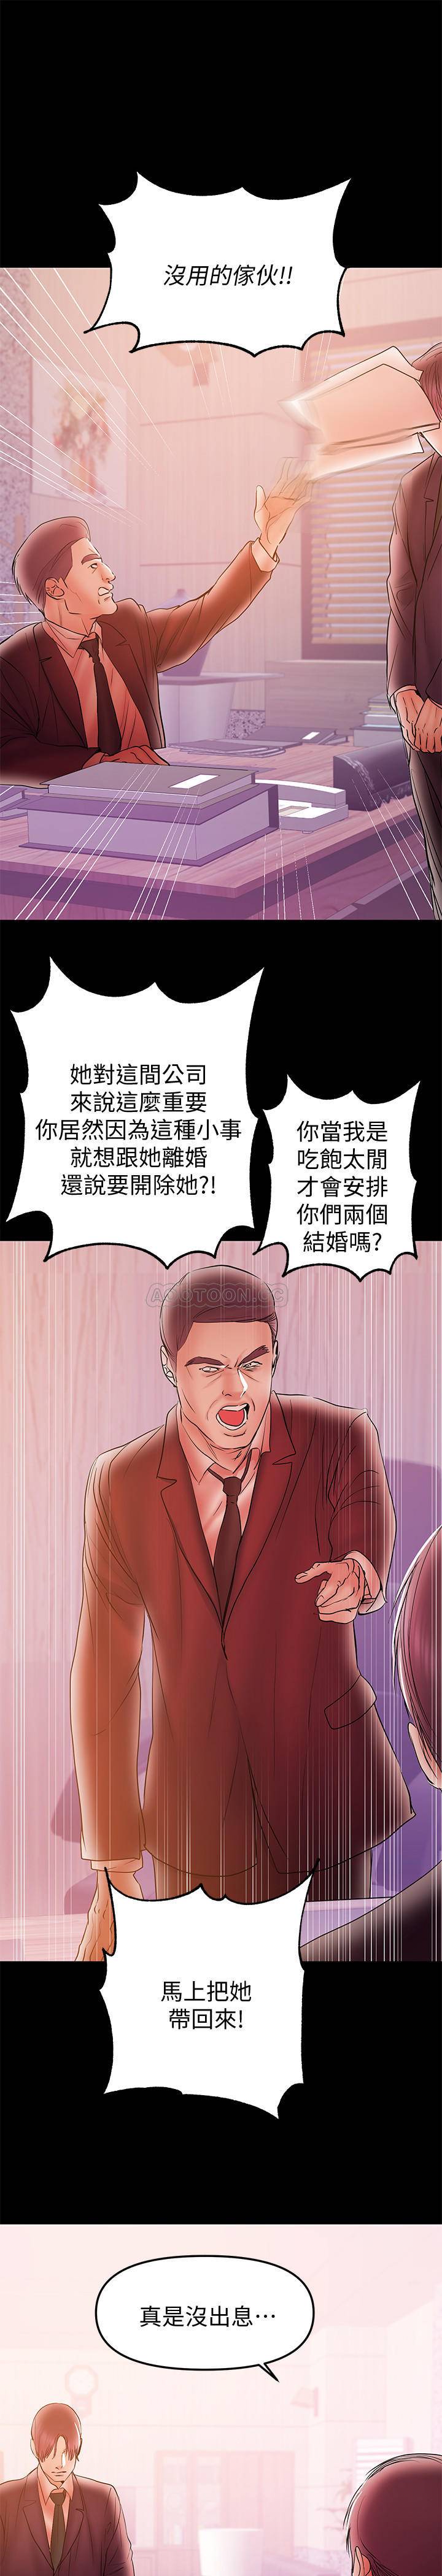 沒用的傢伙!!
她對這間公司
來說這麼重要
你居然因為這種小事
就想跟她離婚
還說要開除她?!
你當我是
吃飽太閒
才會安排
你們兩個
結婚嗎?
ACUTOON.CC
馬上把她
帶回來!
真是沒出息⋯